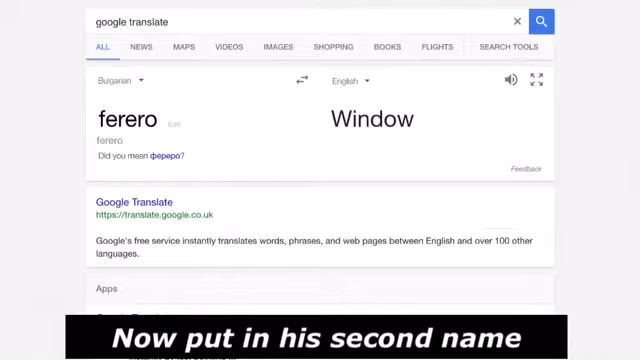 google translate
ALL NEWS MAPS VIDEOS IMAGES SHOPPING BOOKS FLIGHTS SEARCH TOOLS
Bulgarian English
ferero Edit Window
ferero
Did you mean фереро?
Feedback
Google Translate
https://translate.google.co.uk
Google's free service instantly translates words, phrases, and web pages between English and over 100 other
languages.
Apps
Now put in his second name